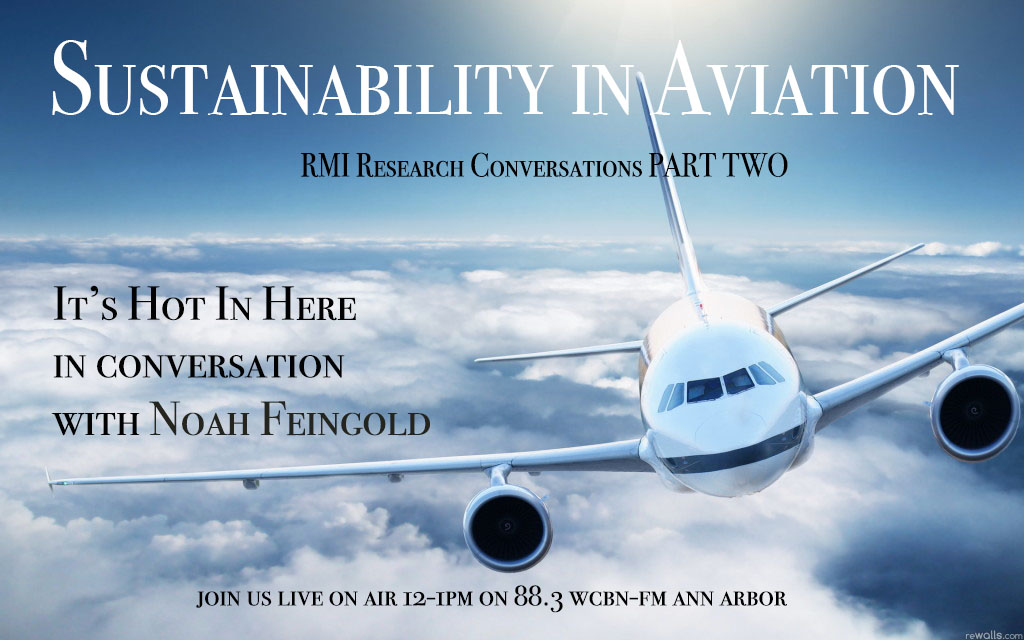 Sustainability in Aviation
RMI Research Conversations PART TWO
It's Hot In Here
in conversation
with Noah Feingold
join us live on air 12-1pm on 88.3 wcbn-fm ann arbor
rewalls.com